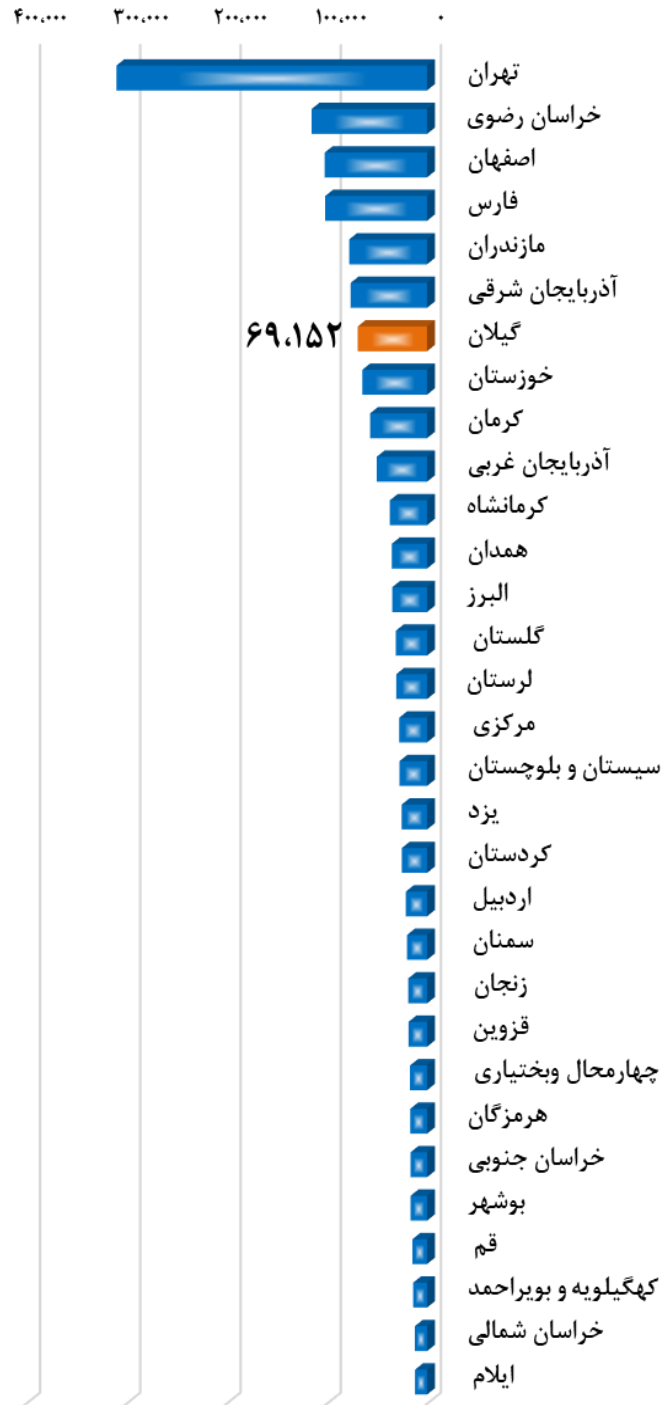 ۴۰۰،۰۰۰ ۳۰۰،۰۰۰ ۲۰۰،۰۰۰ ۱۰۰،۰۰۰ ۰
تهران
خراسان رضوی
اصفهان
فارس
مازندران
آذربایجان شرقی
گیلان
۶۹،۱۵۲
خوزستان
کرمان
آذربایجان غربی
کرمانشاه
همدان
البرز
گلستان
لرستان
مرکزی
سیستان و بلوچستان
یزد
کردستان
اردبیل
سمنان
زنجان
قزوین
چهارمحال وبختیاری
هرمزگان
خراسان جنوبی
بوشهر
قم
کهگیلویه و بویراحمد
خراسان شمالی
ایلام